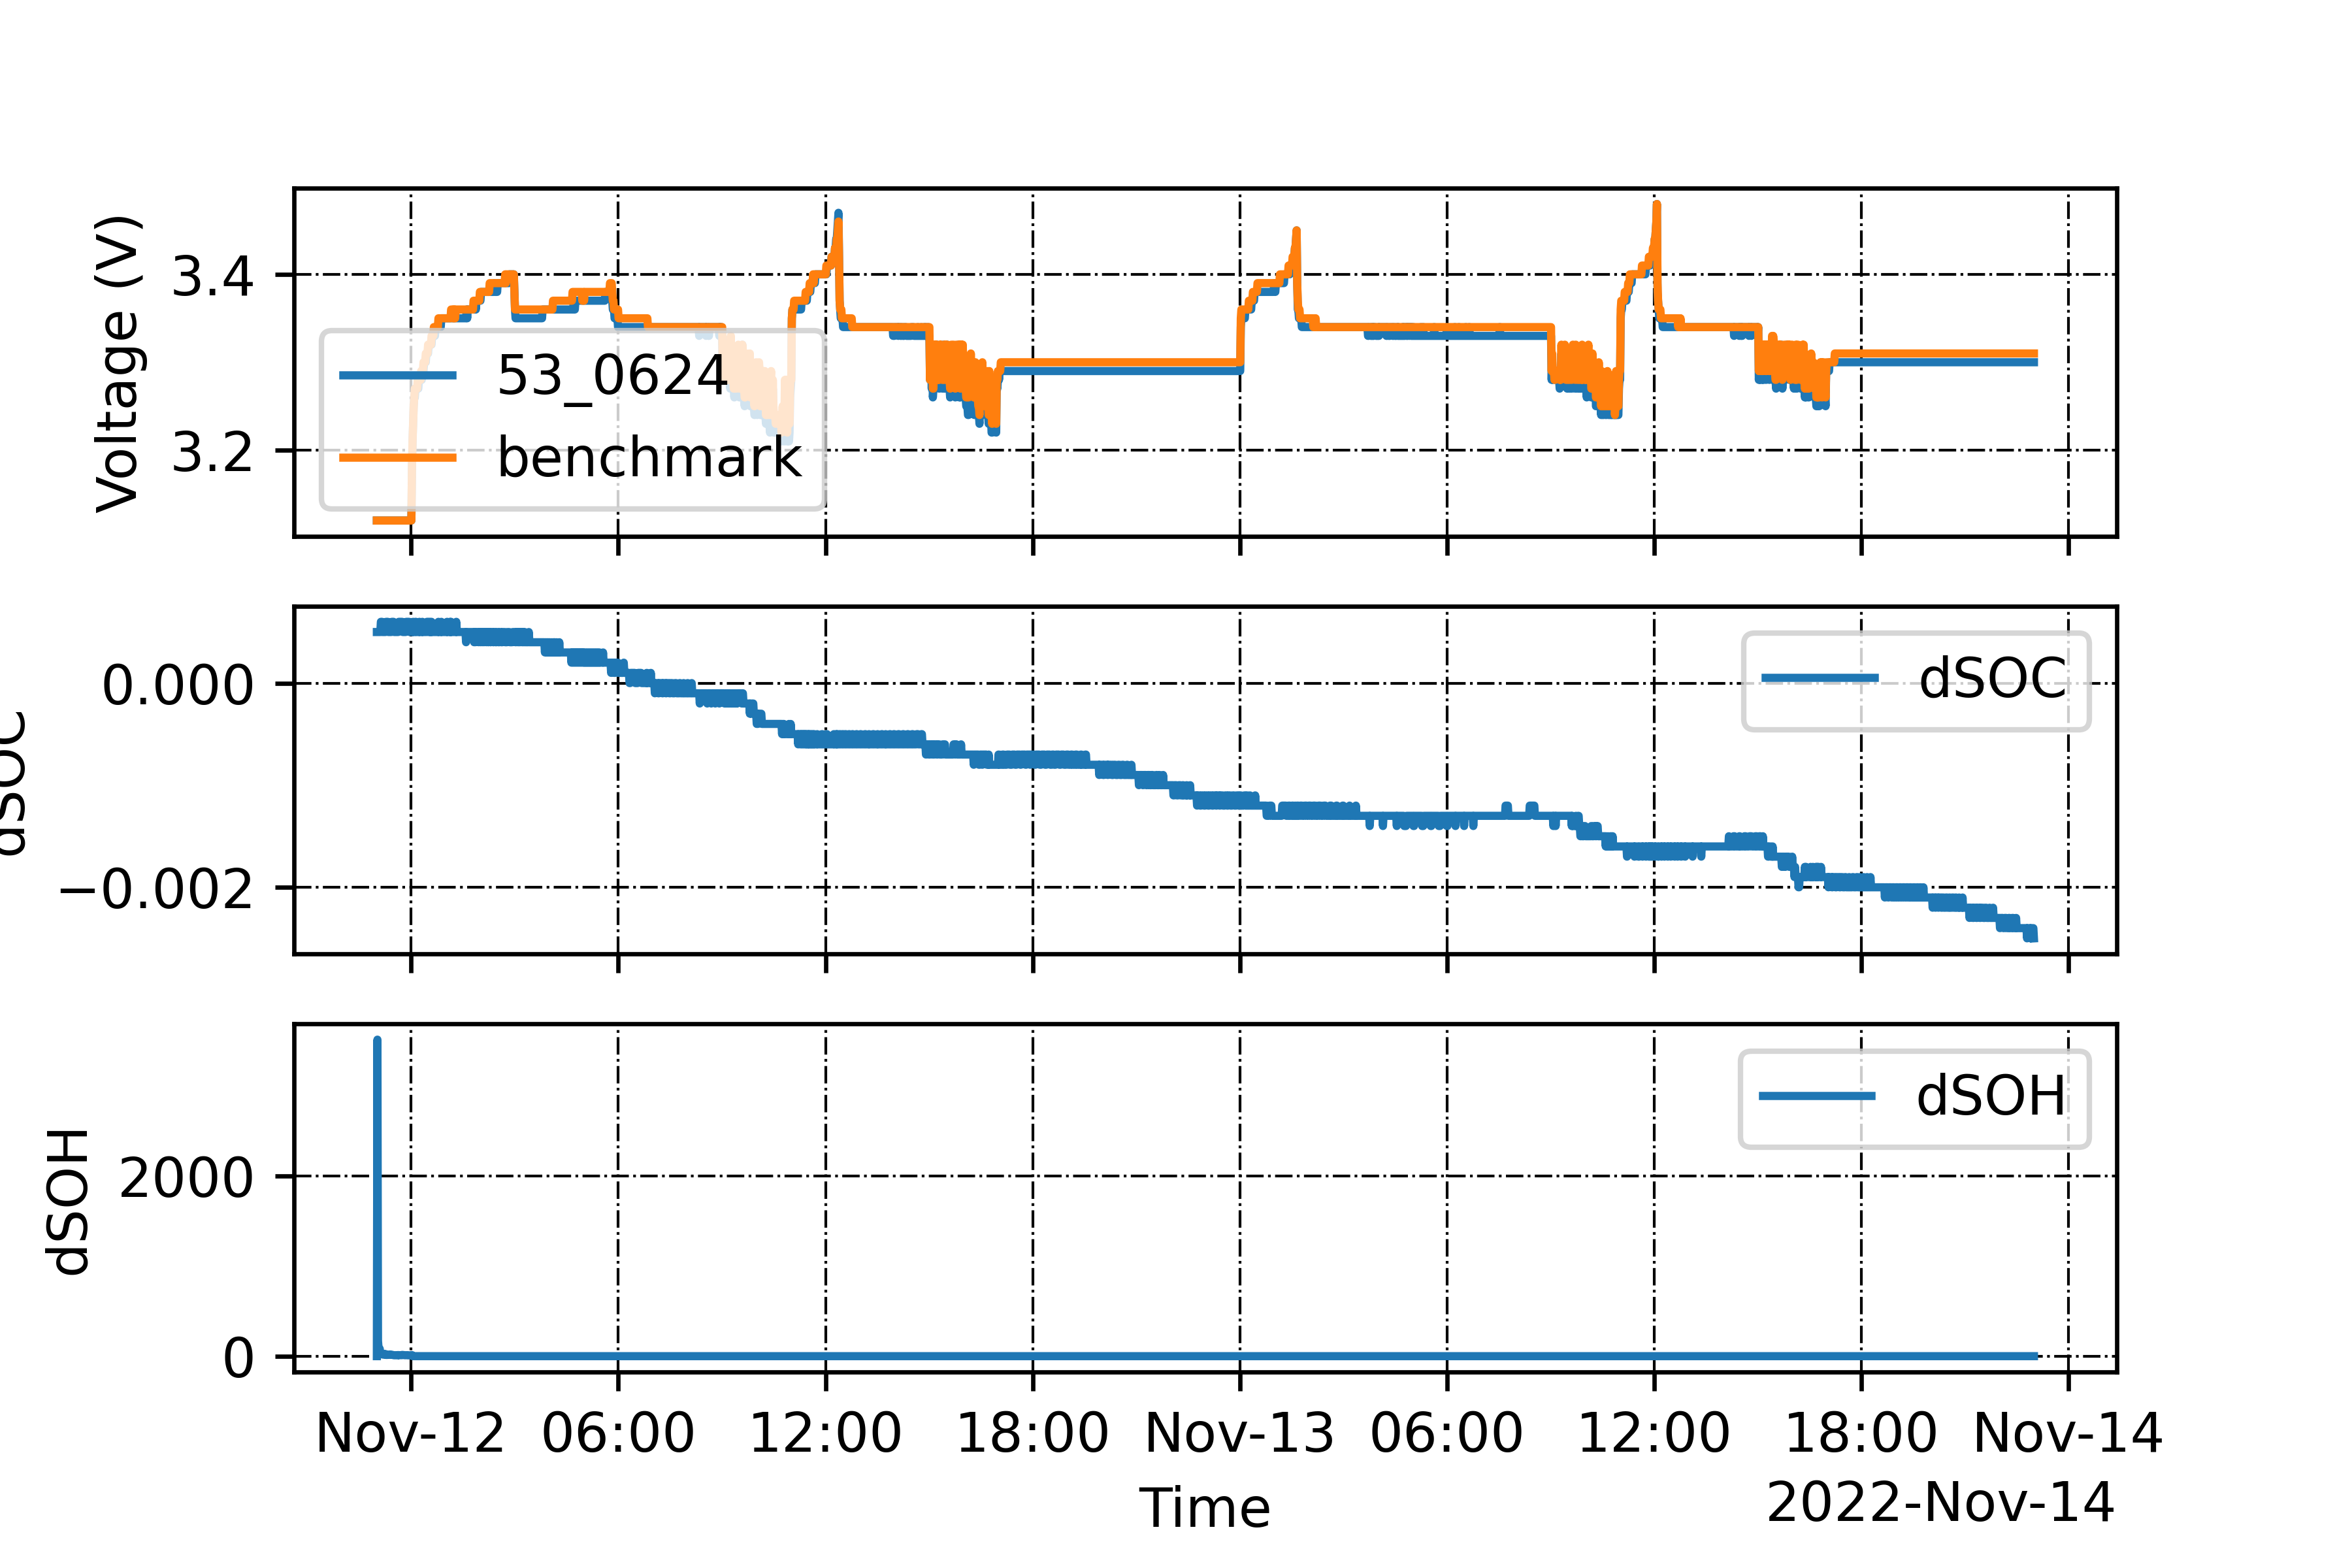 Voltage (V)
3.4
3.2
53_0624
benchmark
dSOC
0.000
−0.002
dSOC
dSOH
2000
0
dSOH
Nov-12 06:00 12:00 18:00 Nov-13 06:00 12:00 18:00 Nov-14
Time
2022-Nov-14